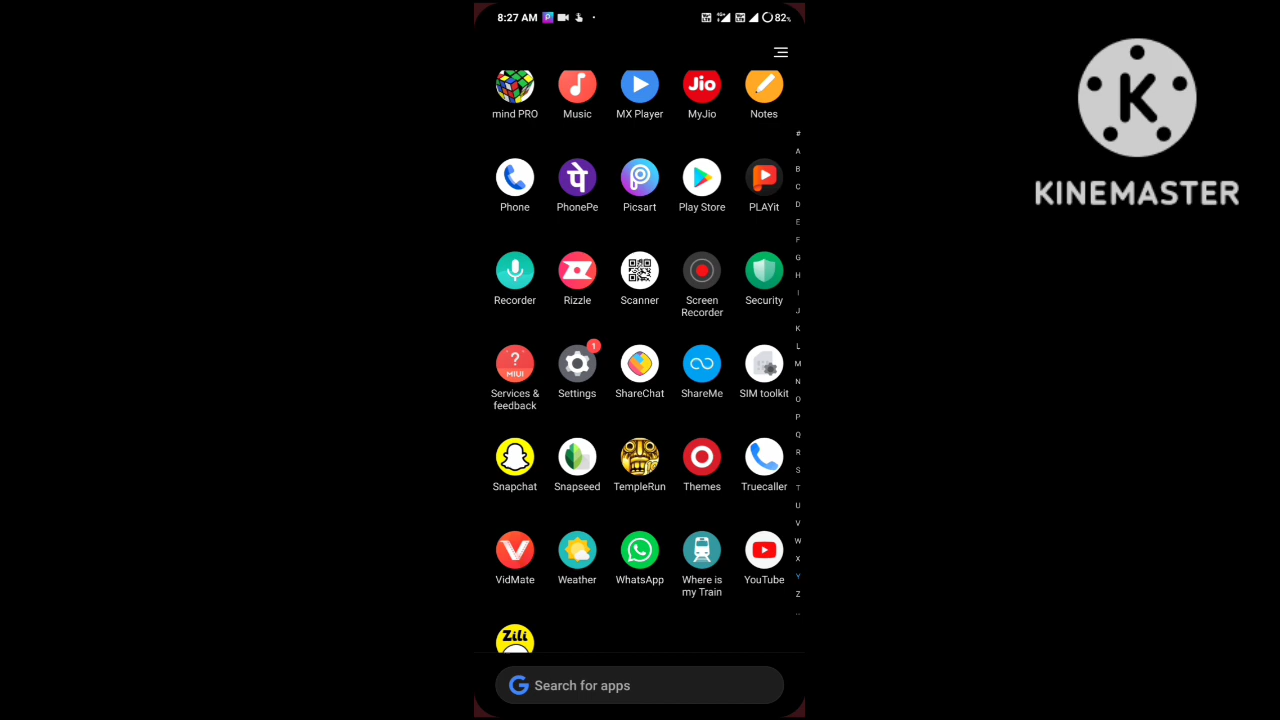 8:27 AM 82%
mind PRO Music MX Player MyJio Notes
Phone PhonePe Picsart Play Store PLAYit
Recorder Rizzle Scanner Screen Recorder Security
Services & feedback Settings ShareChat ShareMe SIM toolkit
Snapchat Snapseed TempleRun Themes Truecaller
VidMate Weather WhatsApp Where is my Train YouTube
Zili
Search for apps
Jio
पे
MIUI
1
#
A
B
C
D
E
F
G
H
I
J
K
L
M
N
O
P
Q
R
S
T
U
V
W
X
Y
Z
K
KINEMASTER